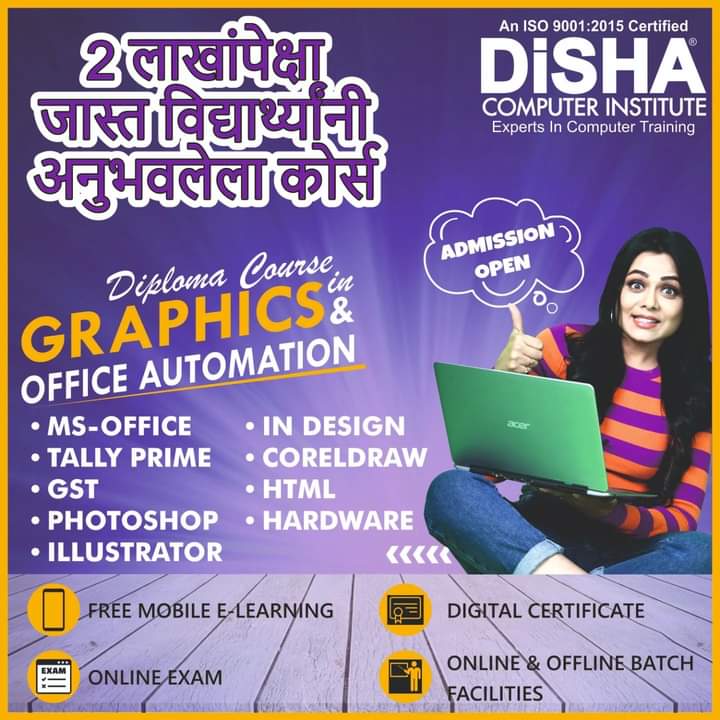 2 लाखांपेक्षा
जास्त विद्यार्थ्यांनी
अनुभवलेला कोर्स
An ISO 9001:2015 Certified
DiSHA®
COMPUTER INSTITUTE
Experts In Computer Training
ADMISSION
OPEN
Diploma Course in
GRAPHICS &
OFFICE AUTOMATION
• MS-OFFICE
• TALLY PRIME
• GST
• PHOTOSHOP
• ILLUSTRATOR
• IN DESIGN
• CORELDRAW
• HTML
• HARDWARE
acer
FREE MOBILE E-LEARNING
DIGITAL CERTIFICATE
EXAM
ONLINE EXAM
ONLINE & OFFLINE BATCH
FACILITIES